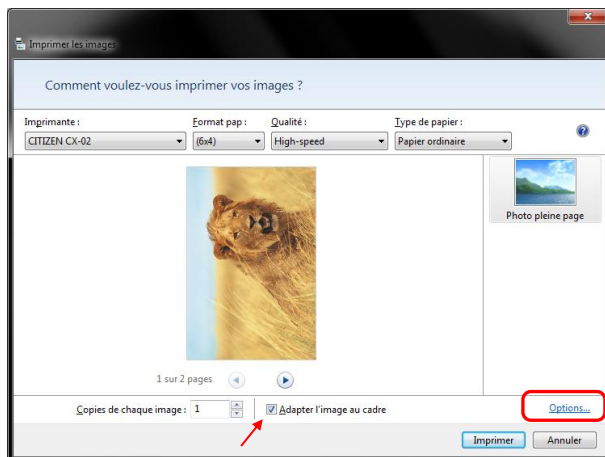 Imprimer les images
Comment voulez-vous imprimer vos images ?
Imprimante : Format pap : Qualité : Type de papier :
CITIZEN CX-02 (6x4) High-speed Papier ordinaire
Photo pleine page
1 sur 2 pages
Copies de chaque image : 1 Adapter l'image au cadre Options...
Imprimer Annuler